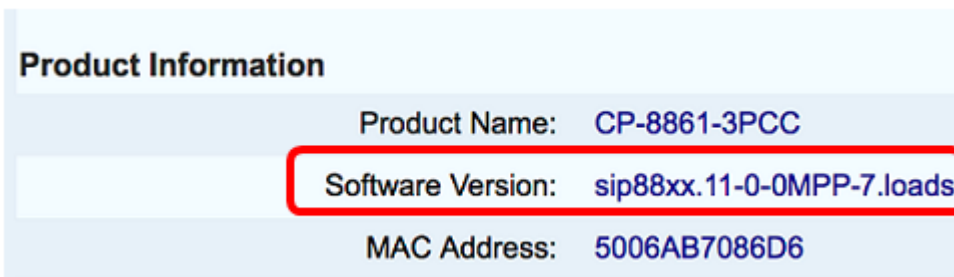 Product Information
Product Name: CP-8861-3PCC
Software Version: sip88xx.11-0-0MPP-7.loads
MAC Address: 5006AB7086D6